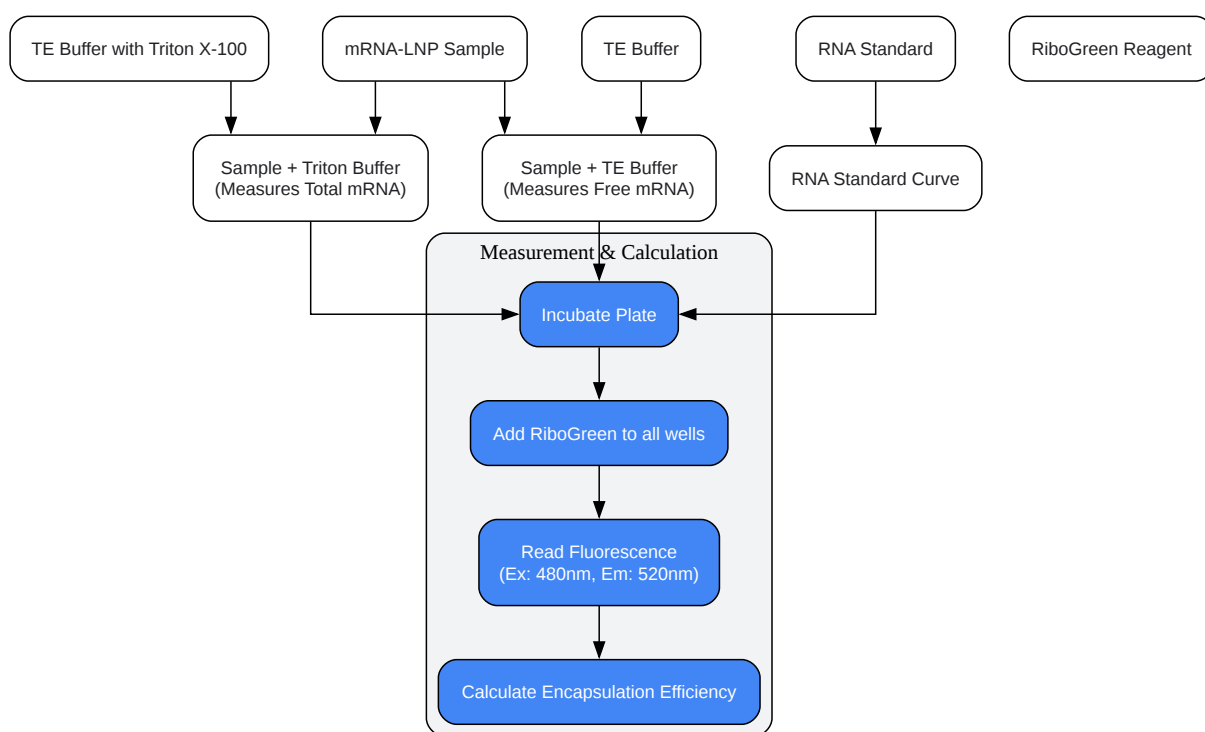 TE Buffer with Triton X-100
mRNA-LNP Sample
TE Buffer
RNA Standard
RiboGreen Reagent
Sample + Triton Buffer
(Measures Total mRNA)
Sample + TE Buffer
(Measures Free mRNA)
RNA Standard Curve
Measurement & Calculation
Incubate Plate
Add RiboGreen to all wells
Read Fluorescence
(Ex: 480nm, Em: 520nm)
Calculate Encapsulation Efficiency